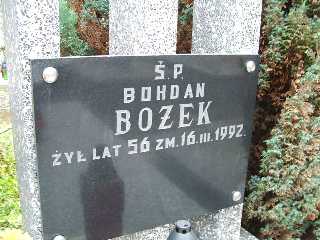 Ś.P.
BOHDAN
BOŻEK
ŻYŁ LAT 56 ZM. 16.III.1992.